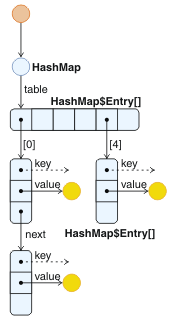 HashMap
table
HashMap$Entry[]
[0]
[4]
key
key
value
value
next
HashMap$Entry[]
key
value